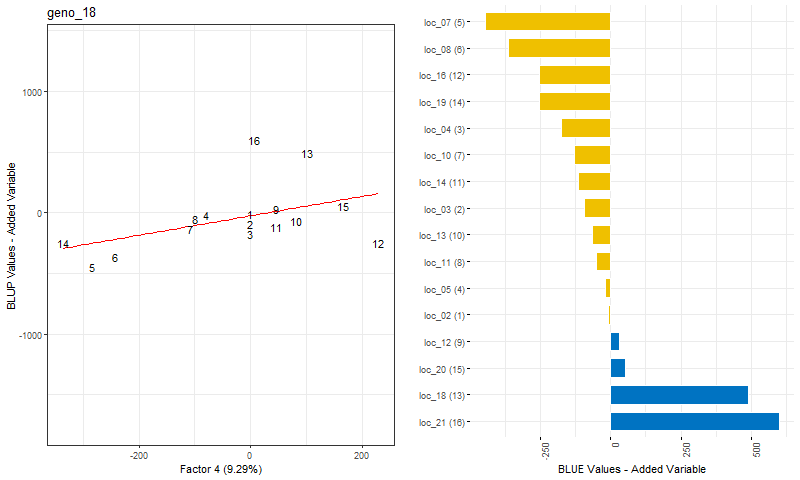 geno_18
BLUP Values - Added Variable
1000
0
-1000
16
13
14
5
6
7
8
4
1
2
3
9
11
10
15
12
-200
0
200
Factor 4 (9.29%)
loc_07 (5)
loc_08 (6)
loc_16 (12)
loc_19 (14)
loc_04 (3)
loc_10 (7)
loc_14 (11)
loc_03 (2)
loc_13 (10)
loc_11 (8)
loc_05 (4)
loc_02 (1)
loc_12 (9)
loc_20 (15)
loc_18 (13)
loc_21 (16)
-250
0
250
500
BLUE Values - Added Variable